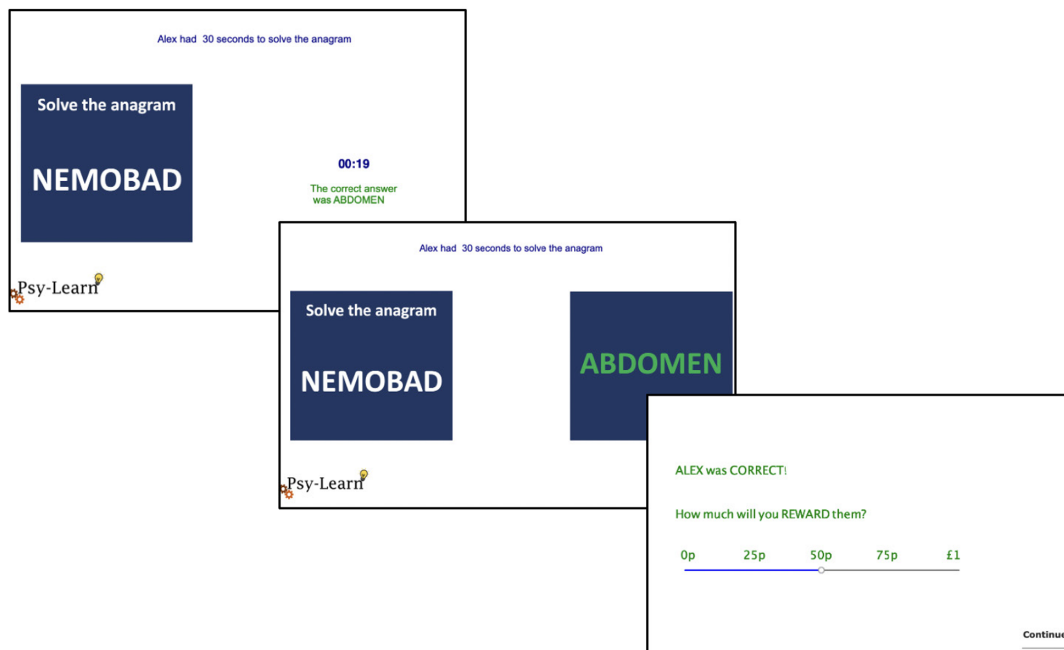 Alex had  30 seconds to solve the anagram
Solve the anagram
NEMOBAD
00:19
The correct answer
was ABDOMEN
Psy-Learn
Alex had  30 seconds to solve the anagram
Solve the anagram
NEMOBAD
ABDOMEN
Psy-Learn
ALEX was CORRECT!
How much will you REWARD them?
0p 25p 50p 75p £1
Continue